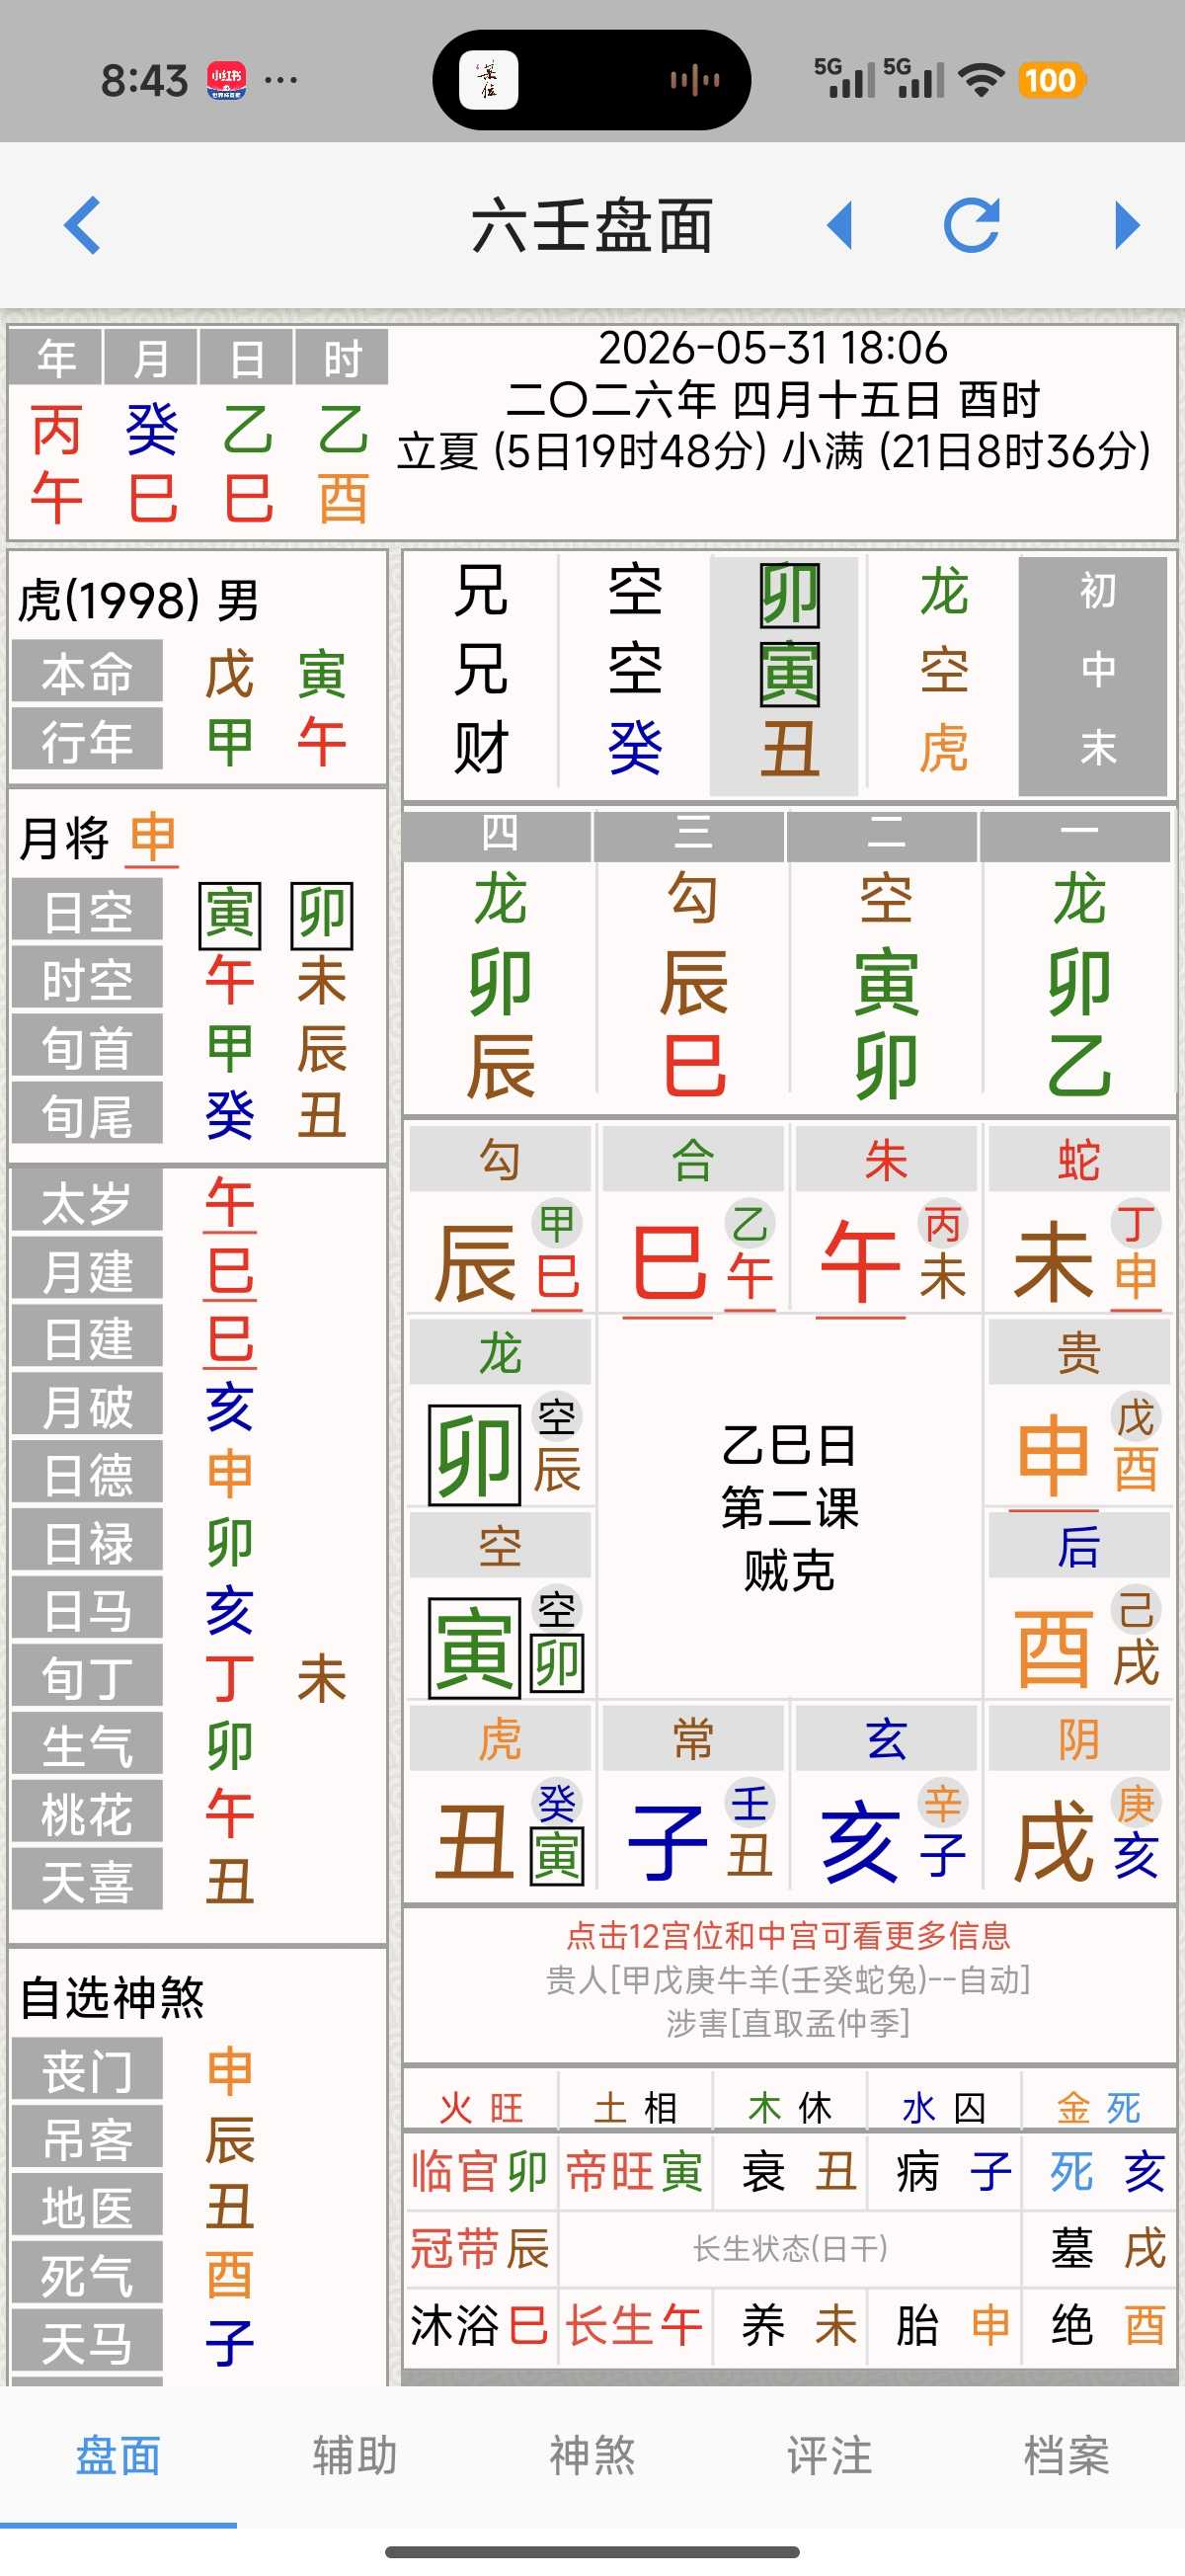 8:43 小红书 ··· 5G 5G 100
六壬盘面
年 月 日 时
丙 癸 乙 乙
午 巳 巳 酉
2026-05-31 18:06
二〇二六年 四月十五日 酉时
立夏 (5日19时48分) 小满 (21日8时36分)
虎(1998) 男
本命 戊 寅
行年 甲 午
月将 申
日空 寅 卯
时空 午 未
旬首 甲 辰
旬尾 癸 丑
太岁 午
月建 巳
日建 巳
月破 亥
日德 申
日禄 卯
日马 亥
旬丁 丁 未
生气 卯
桃花 午
天喜 丑
自选神煞
丧门 申
吊客 辰
地医 丑
死气 酉
天马 子
兄 空 卯 龙 初
兄 空 寅 空 中
财 癸 丑 虎 末
四 三 二 一
龙 勾 空 龙
卯 辰 寅 卯
辰 巳 卯 乙
勾 合 朱 蛇
辰 甲 巳 巳 乙 午 午 丙 未 未 丁 申
龙 贵
卯 空 辰 申 戊 酉
空 后
寅 空 卯 酉 己 戌
乙巳日
第二课
贼克
虎 常 玄 阴
丑 癸 寅 子 壬 丑 亥 辛 子 戌 庚 亥
点击12宫位和中宫可看更多信息
贵人[甲戊庚牛羊(壬癸蛇兔)--自动]
涉害[直取孟仲季]
火 旺 土 相 木 休 水 囚 金 死
临官 卯 帝旺 寅 衰 丑 病 子 死 亥
冠带 辰 长生状态(日干) 墓 戌
沐浴 巳 长生 午 养 未 胎 申 绝 酉
盘面 辅助 神煞 评注 档案